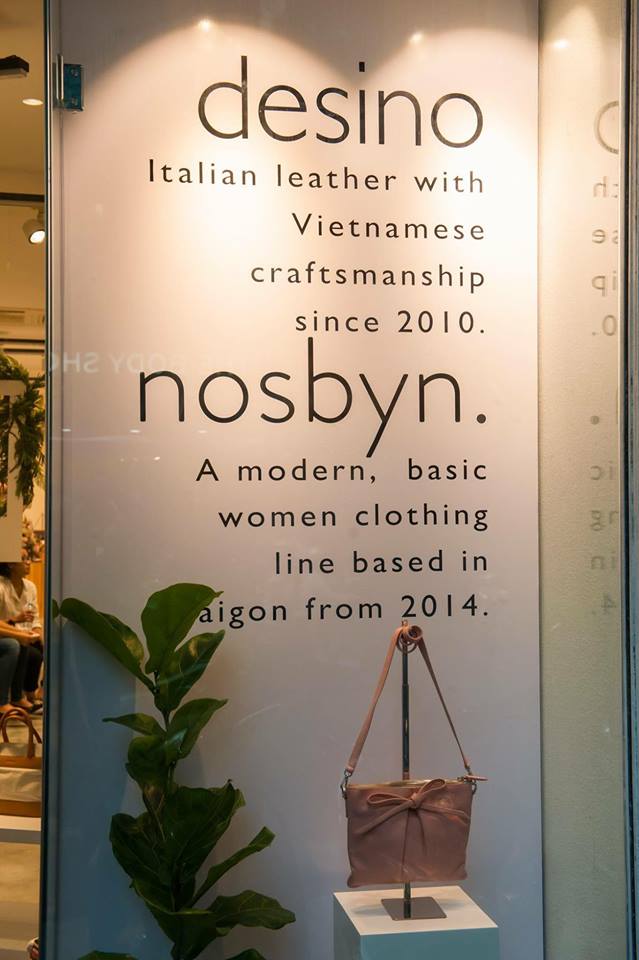 desino
Italian leather with
Vietnamese
craftsmanship
since 2010.
nosbyn.
A modern, basic
women clothing
line based in
aigon from 2014.